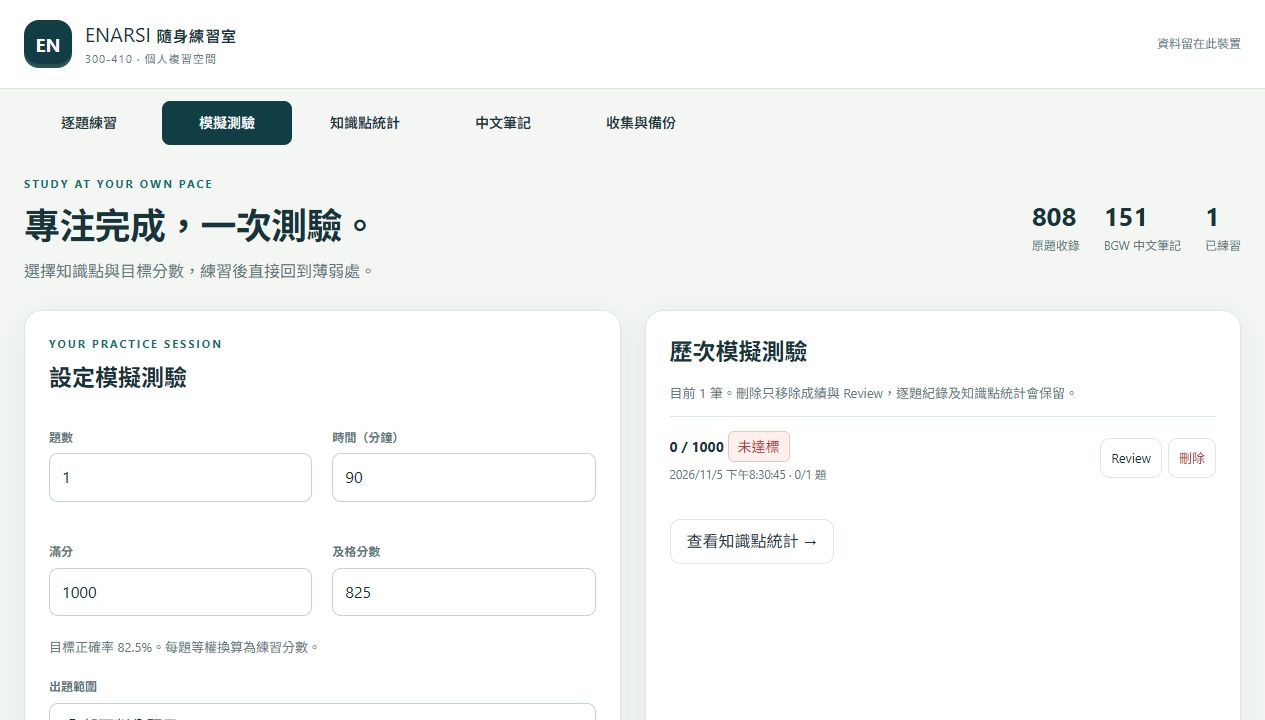 EN
ENARSI 隨身練習室
300-410 · 個人複習空間
資料留在此裝置
逐題練習
模擬測驗
知識點統計
中文筆記
收集與備份
STUDY AT YOUR OWN PACE
專注完成，一次測驗。
選擇知識點與目標分數，練習後直接回到薄弱處。
808
原題收錄
151
BGW 中文筆記
1
已練習
YOUR PRACTICE SESSION
設定模擬測驗
題數
1
時間（分鐘）
90
滿分
1000
及格分數
825
目標正確率 82.5%。每題等權換算為練習分數。
出題範圍
歷次模擬測驗
目前 1 筆。刪除只移除成績與 Review，逐題紀錄及知識點統計會保留。
0 / 1000 未達標
2026/11/5 下午8:30:45 · 0/1 題
Review
刪除
查看知識點統計 →